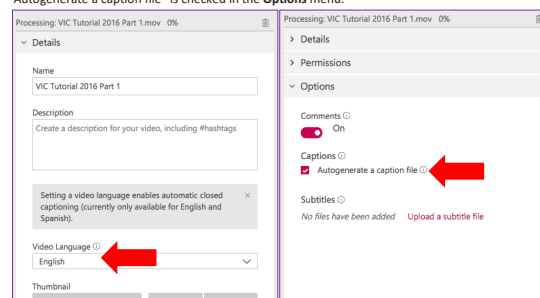 Autogenerate a caption file" is checked in the Options menu.
Processing: VIC Tutorial 2016 Part 1.mov 0%
Details
Name
VIC Tutorial 2016 Part 1
Description
Create a description for your video, including #hashtags
Setting a video language enables automatic closed
captioning (currently only available for English and
Spanish).
Video Language
English
Thumbnail
Processing: VIC Tutorial 2016 Part 1.mov 0%
Details
Permissions
Options
Comments
On
Captions
Autogenerate a caption file
Subtitles
No files have been added Upload a subtitle file